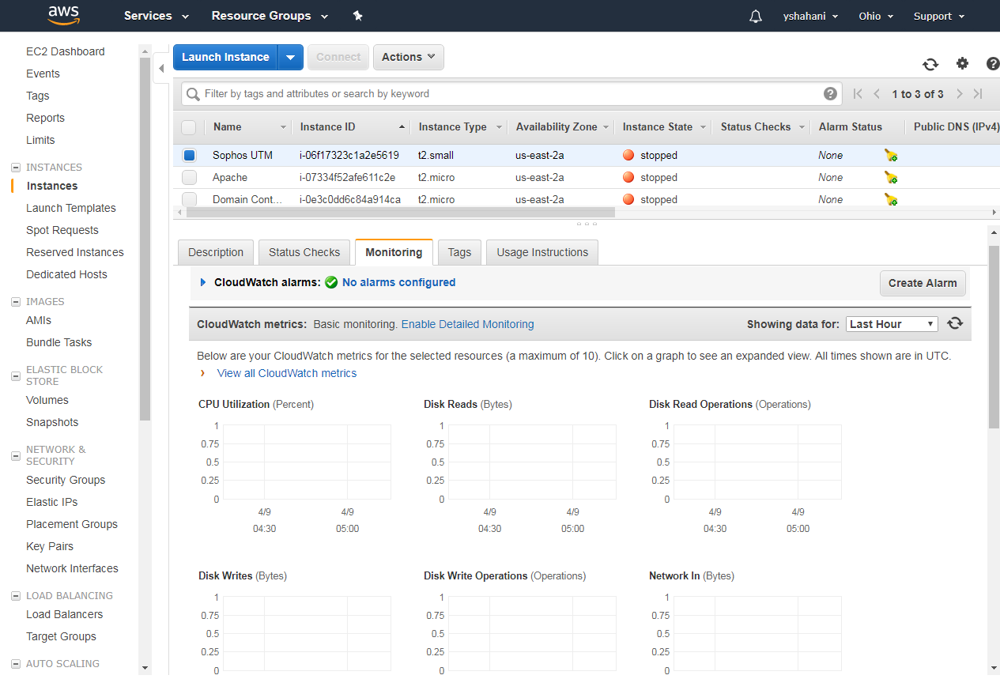 aws Services Resource Groups yshahani Ohio Support
EC2 Dashboard
Events
Tags
Reports
Limits
INSTANCES
Instances
Launch Templates
Spot Requests
Reserved Instances
Dedicated Hosts
IMAGES
AMIs
Bundle Tasks
ELASTIC BLOCK
STORE
Volumes
Snapshots
NETWORK &
SECURITY
Security Groups
Elastic IPs
Placement Groups
Key Pairs
Network Interfaces
LOAD BALANCING
Load Balancers
Target Groups
AUTO SCALING
Launch Instance Connect Actions
Filter by tags and attributes or search by keyword 1 to 3 of 3
Name Instance ID Instance Type Availability Zone Instance State Status Checks Alarm Status Public DNS (IPv4)
Sophos UTM i-06f17323c1a2e5619 t2.small us-east-2a stopped None
Apache i-07334f52afe611c2e t2.micro us-east-2a stopped None
Domain Cont... i-0e3c0dd6c84a914ca t2.micro us-east-2a stopped None
Description Status Checks Monitoring Tags Usage Instructions
CloudWatch alarms: No alarms configured Create Alarm
CloudWatch metrics: Basic monitoring. Enable Detailed Monitoring Showing data for: Last Hour
Below are your CloudWatch metrics for the selected resources (a maximum of 10). Click on a graph to see an expanded view. All times shown are in UTC.
View all CloudWatch metrics
CPU Utilization (Percent)
1
0.75
0.5
0.25
0
4/9 4/9
04:30 05:00
Disk Reads (Bytes)
1
0.75
0.5
0.25
0
4/9 4/9
04:30 05:00
Disk Read Operations (Operations)
1
0.75
0.5
0.25
0
4/9 4/9
04:30 05:00
Disk Writes (Bytes)
1
0.75
0.5
0.25
0
Disk Write Operations (Operations)
1
0.75
0.5
0.25
0
Network In (Bytes)
1
0.75
0.5
0.25
0